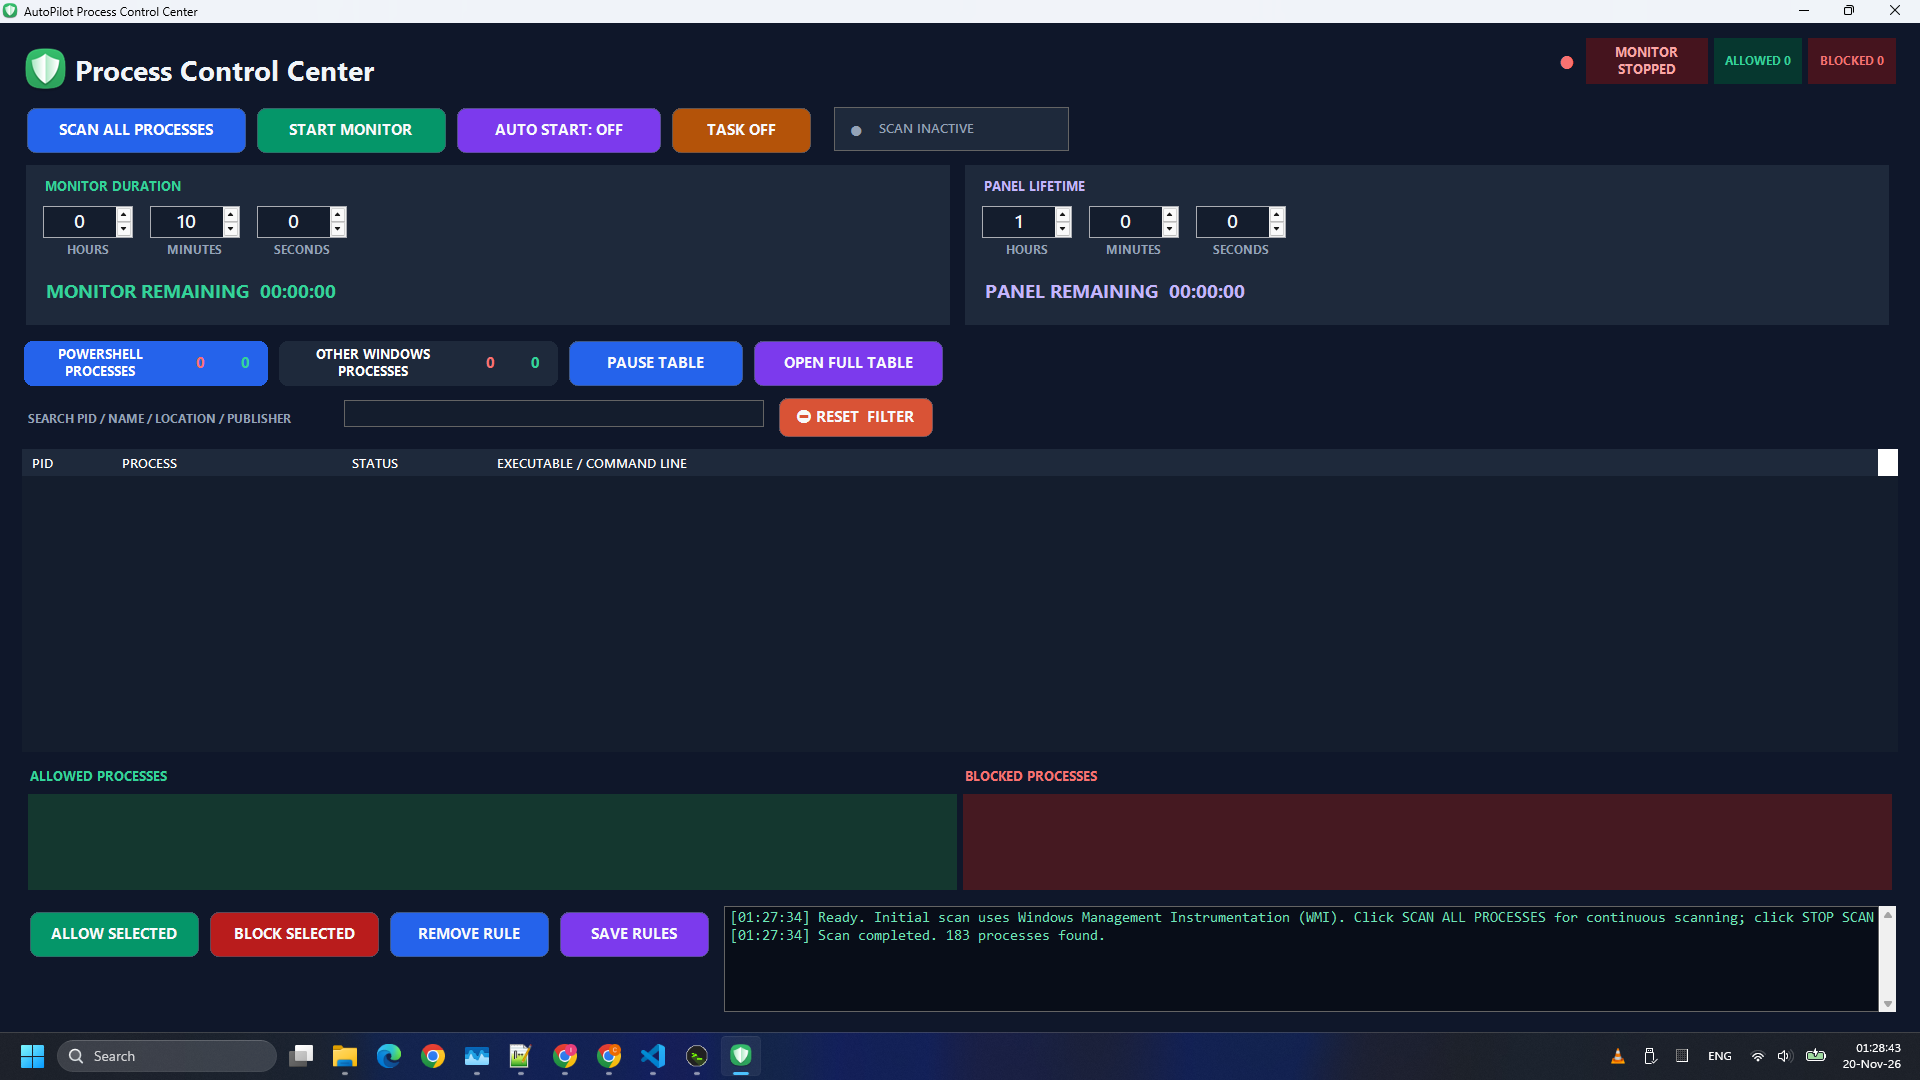 AutoPilot Process Control Center
Process Control Center
MONITOR
STOPPED
ALLOWED 0
BLOCKED 0
SCAN ALL PROCESSES
START MONITOR
AUTO START: OFF
TASK OFF
SCAN INACTIVE
MONITOR DURATION
0
10
0
HOURS
MINUTES
SECONDS
MONITOR REMAINING 00:00:00
PANEL LIFETIME
1
0
0
HOURS
MINUTES
SECONDS
PANEL REMAINING 00:00:00
POWERSHELL
PROCESSES
0
0
OTHER WINDOWS
PROCESSES
0
0
PAUSE TABLE
OPEN FULL TABLE
SEARCH PID / NAME / LOCATION / PUBLISHER
RESET FILTER
PID
PROCESS
STATUS
EXECUTABLE / COMMAND LINE
ALLOWED PROCESSES
BLOCKED PROCESSES
ALLOW SELECTED
BLOCK SELECTED
REMOVE RULE
SAVE RULES
[01:27:34] Ready. Initial scan uses Windows Management Instrumentation (WMI). Click SCAN ALL PROCESSES for continuous scanning; click STOP SCAN
[01:27:34] Scan completed. 183 processes found.
Search
ENG
01:28:43
20-Nov-26